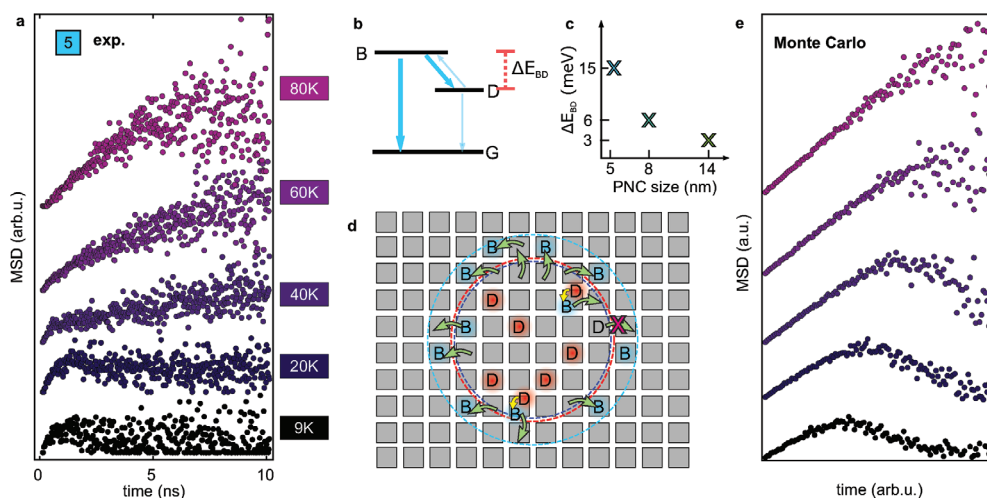 a
5 exp.
MSD (arb.u.)
80K
60K
40K
20K
9K
0
5
10
time (ns)
b
B
D
G
ΔE_BD
c
ΔE_BD (meV)
15
6
3
5 8 14
PNC size (nm)
d
B B
B B
D D
B
B D D B
B D B
D D D
B B B
e
Monte Carlo
MSD (a.u.)
time (arb.u.)